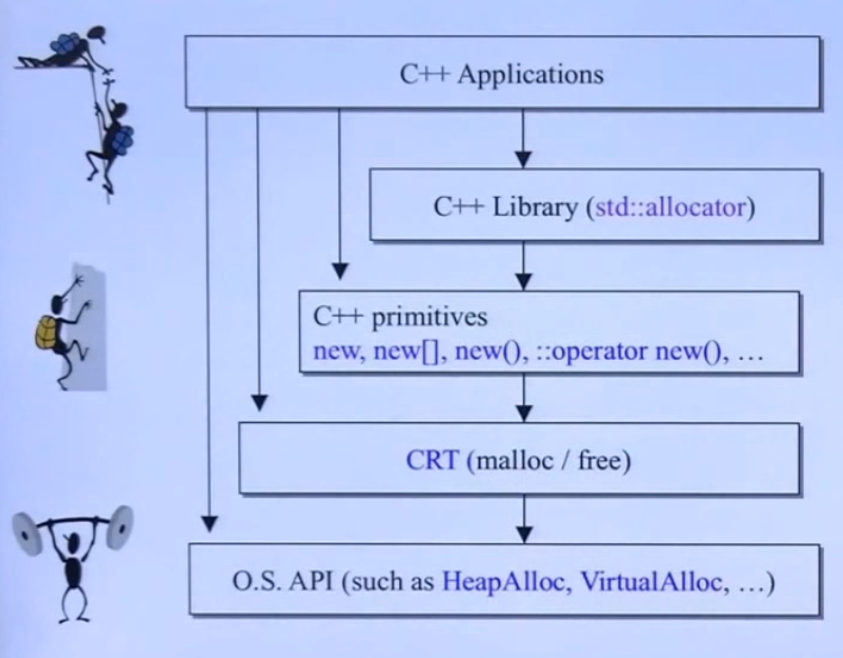 C++ Applications
C++ Library (std::allocator)
C++ primitives
new, new[], new(), ::operator new(), …
CRT (malloc / free)
O.S. API (such as HeapAlloc, VirtualAlloc, …)